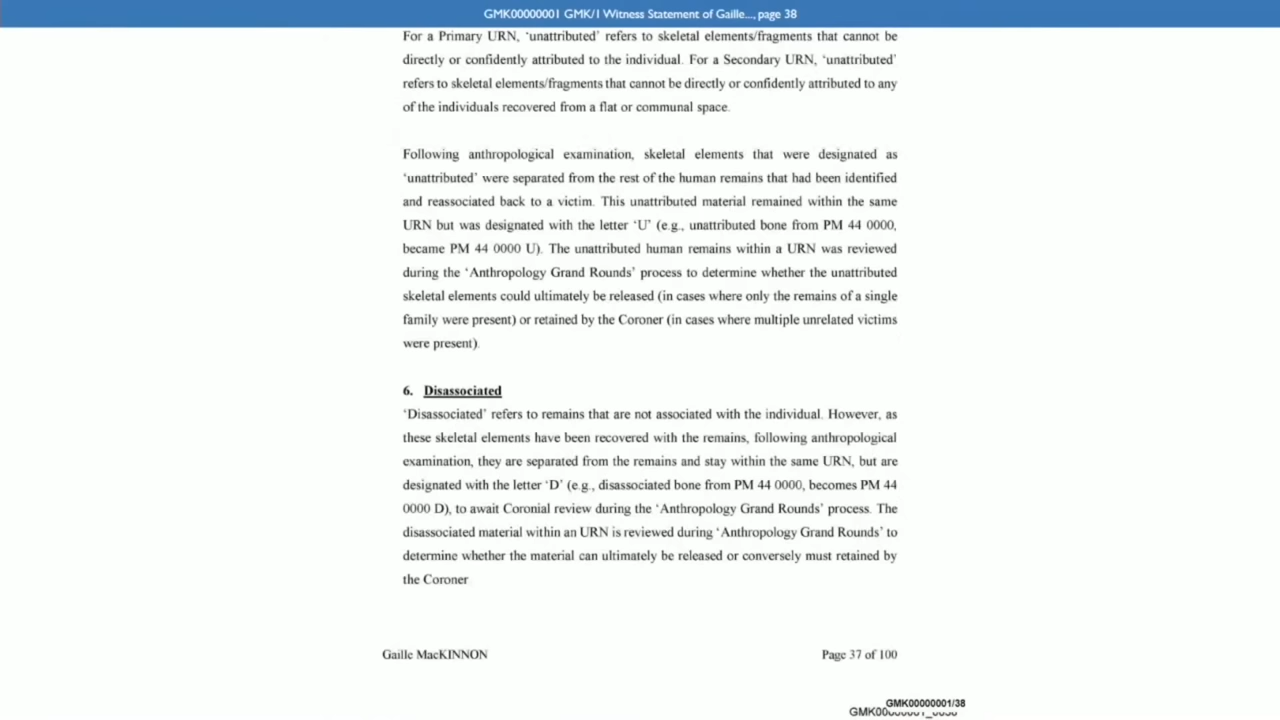 GMK00000001 GMK/1 Witness Statement of Gaille..., page 38
For a Primary URN, ‘unattributed’ refers to skeletal elements/fragments that cannot be
directly or confidently attributed to the individual. For a Secondary URN, ‘unattributed’
refers to skeletal elements/fragments that cannot be directly or confidently attributed to any
of the individuals recovered from a flat or communal space.
Following anthropological examination, skeletal elements that were designated as
‘unattributed’ were separated from the rest of the human remains that had been identified
and reassociated back to a victim. This unattributed material remained within the same
URN but was designated with the letter ‘U’ (e.g., unattributed bone from PM 44 0000,
became PM 44 0000 U). The unattributed human remains within a URN was reviewed
during the ‘Anthropology Grand Rounds’ process to determine whether the unattributed
skeletal elements could ultimately be released (in cases where only the remains of a single
family were present) or retained by the Coroner (in cases where multiple unrelated victims
were present).
6. Disassociated
‘Disassociated’ refers to remains that are not associated with the individual. However, as
these skeletal elements have been recovered with the remains, following anthropological
examination, they are separated from the remains and stay within the same URN, but are
designated with the letter ‘D’ (e.g., disassociated bone from PM 44 0000, becomes PM 44
0000 D), to await Coronial review during the ‘Anthropology Grand Rounds’ process. The
disassociated material within an URN is reviewed during ‘Anthropology Grand Rounds’ to
determine whether the material can ultimately be released or conversely must retained by
the Coroner
Gaille MacKINNON Page 37 of 100
GMK00000001/38